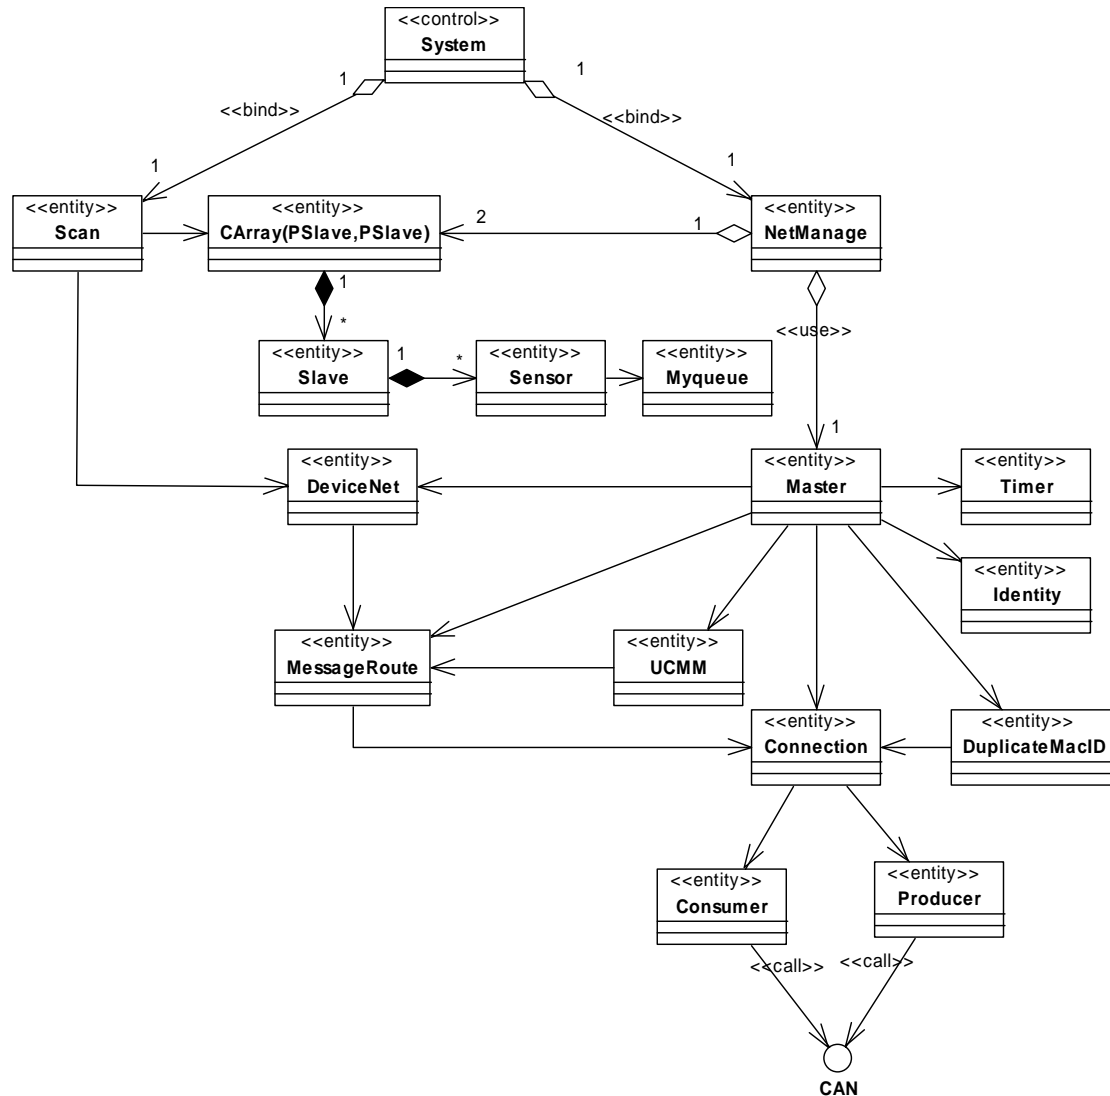 <<control>>
System
1
1
<<bind>>
<<bind>>
1
1
<<entity>>
Scan
<<entity>>
CArray(PSlave,PSlave)
2
1
<<entity>>
NetManage
1
*
<<use>>
<<entity>>
Slave
1
*
<<entity>>
Sensor
<<entity>>
Myqueue
1
<<entity>>
DeviceNet
<<entity>>
Master
<<entity>>
Timer
<<entity>>
Identity
<<entity>>
MessageRoute
<<entity>>
UCMM
<<entity>>
Connection
<<entity>>
DuplicateMacID
<<entity>>
Consumer
<<entity>>
Producer
<<call>>
<<call>>
CAN